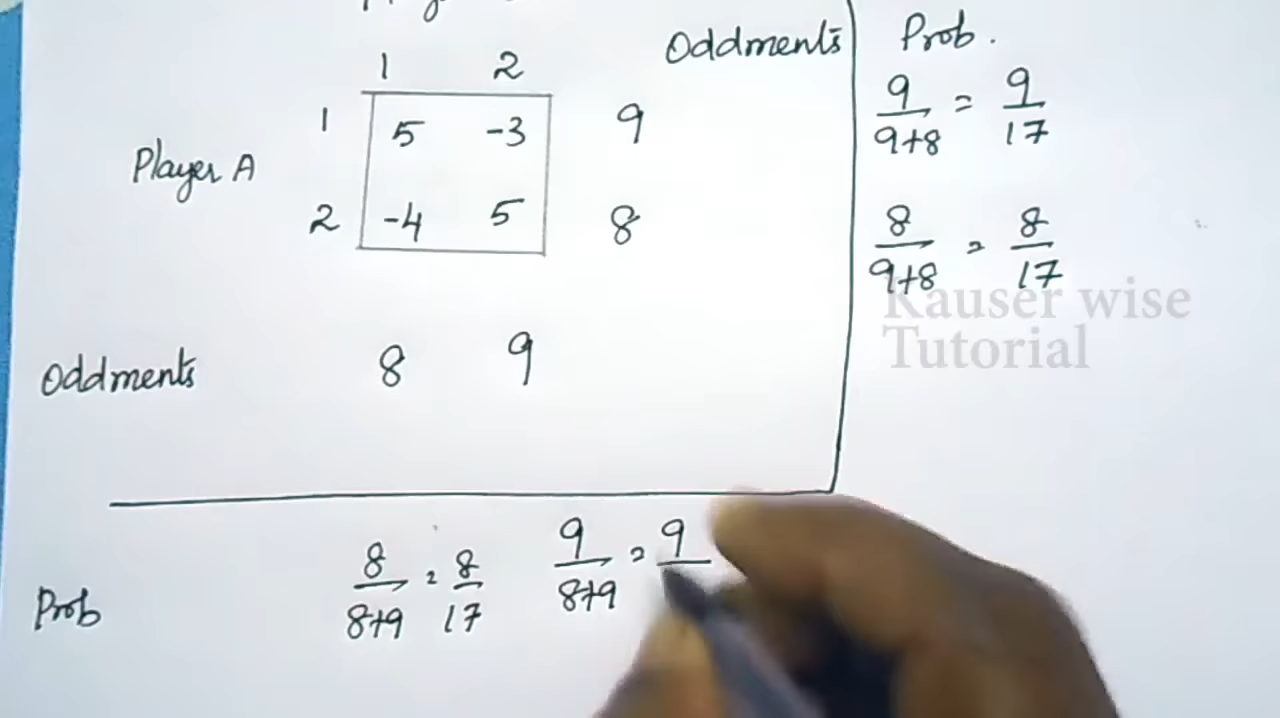 Oddments Prob.
1 2
1 5 -3 9 9/9+8 = 9/17
Player A
2 -4 5 8 8/9+8 = 8/17
Kauser wise
Tutorial
Oddments 8 9
Prob 8/8+9 = 8/17 9/8+9 = 9